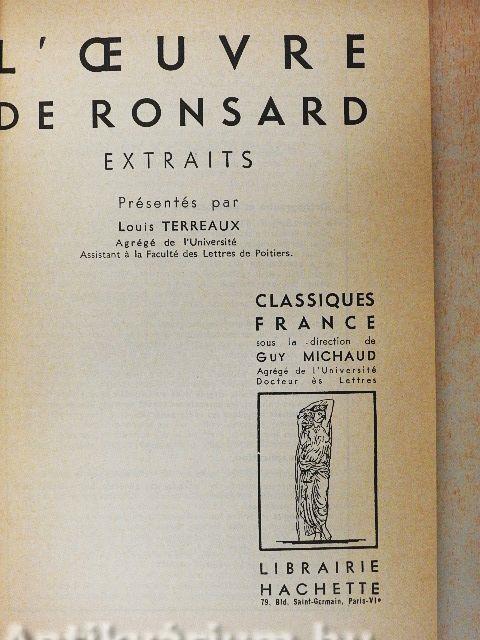 L'ŒUVRE
DE RONSARD
EXTRAITS
Présentés par
Louis TERREAUX
Agrégé de l'Université
Assistant à la Faculté des Lettres de Poitiers.
CLASSIQUES
FRANCE
sous la direction de
GUY MICHAUD
Agrégé de l'Université
Docteur ès Lettres
LIBRAIRIE
HACHETTE
79, Bld. Saint-Germain, Paris-VIe